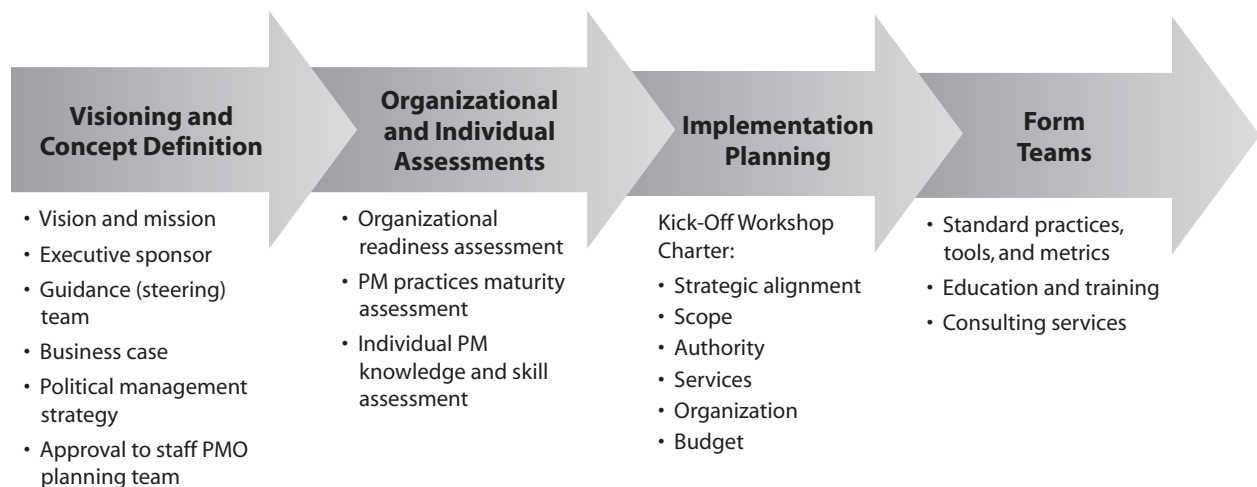 Visioning and
Concept Definition
• Vision and mission
• Executive sponsor
• Guidance (steering)
team
• Business case
• Political management
strategy
• Approval to staff PMO
planning team
Organizational
and Individual
Assessments
• Organizational
readiness assessment
• PM practices maturity
assessment
• Individual PM
knowledge and skill
assessment
Implementation
Planning
Kick-Off Workshop
Charter:
• Strategic alignment
• Scope
• Authority
• Services
• Organization
• Budget
Form
Teams
• Standard practices,
tools, and metrics
• Education and training
• Consulting services